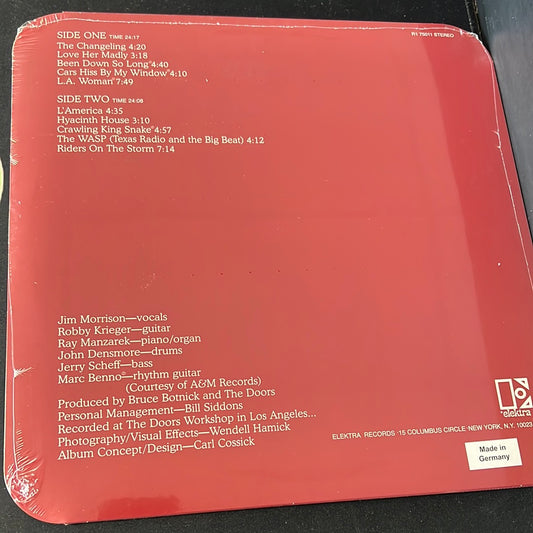 SIDE ONE TIME 24:17
The Changeling 4:20
Love Her Madly 3:18
Been Down So Long* 4:40
Cars Hiss By My Window* 4:10
L.A. Woman* 7:49
SIDE TWO TIME 24:08
L'America 4:35
Hyacinth House 3:10
Crawling King Snake* 4:57
The WASP (Texas Radio and the Big Beat) 4:12
Riders On The Storm 7:14
R1 75011 STEREO
Jim Morrison—vocals
Robby Krieger—guitar
Ray Manzarek—piano/organ
John Densmore—drums
Jerry Scheff—bass
Marc Benno*—rhythm guitar
(Courtesy of A&M Records)
Produced by Bruce Botnick and The Doors
Personal Management—Bill Siddons
Recorded at The Doors Workshop in Los Angeles...
Photography/Visual Effects—Wendell Hamick
Album Concept/Design—Carl Cossick
elektra
ELEKTRA RECORDS · 15 COLUMBUS CIRCLE · NEW YORK, N.Y. 10023
Made in
Germany